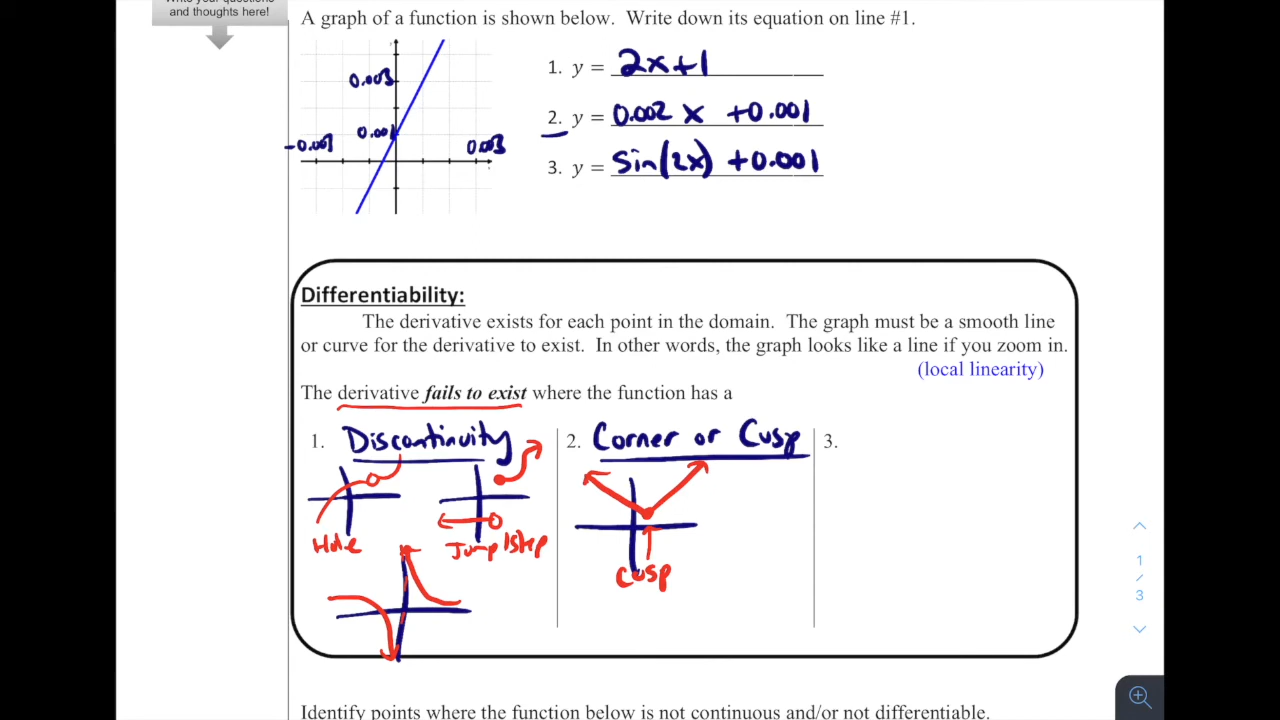 and thoughts here!
A graph of a function is shown below. Write down its equation on line #1.
0.003
0.001
-0.003
0.003
1. y = 2x+1
2. y = 0.002 x +0.001
3. y = sin(2x) +0.001
Differentiability:
The derivative exists for each point in the domain. The graph must be a smooth line
or curve for the derivative to exist. In other words, the graph looks like a line if you zoom in.
(local linearity)
The derivative fails to exist where the function has a
1. Discontinuity
2. Corner or Cusp
3.
Hole
Jump/step
Cusp
1
/
3
Identify points where the function below is not continuous and/or not differentiable.